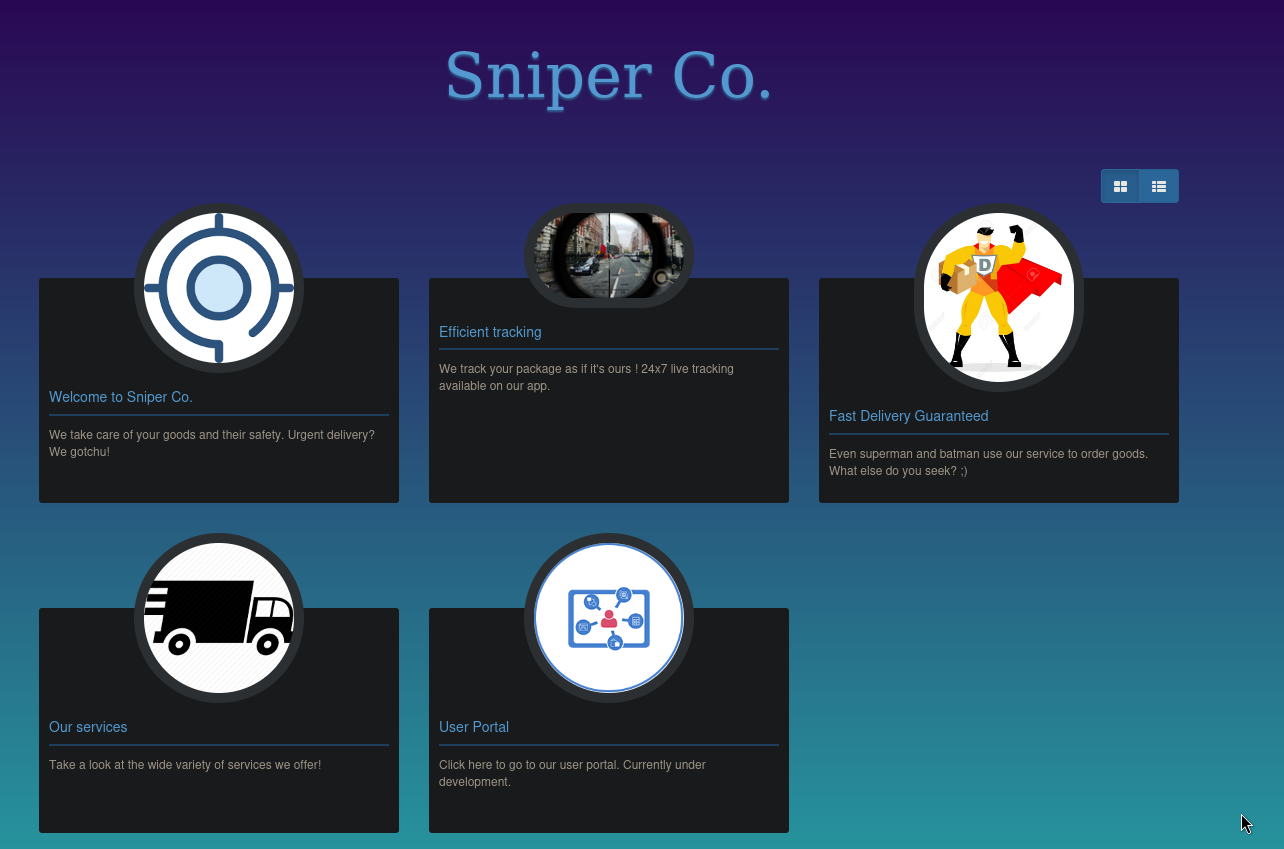 Sniper Co.
Welcome to Sniper Co.
We take care of your goods and their safety. Urgent delivery?
We gotchu!
Efficient tracking
We track your package as if it's ours ! 24x7 live tracking
available on our app.
D
Fast Delivery Guaranteed
Even superman and batman use our service to order goods.
What else do you seek? ;)
Our services
Take a look at the wide variety of services we offer!
User Portal
Click here to go to our user portal. Currently under
development.